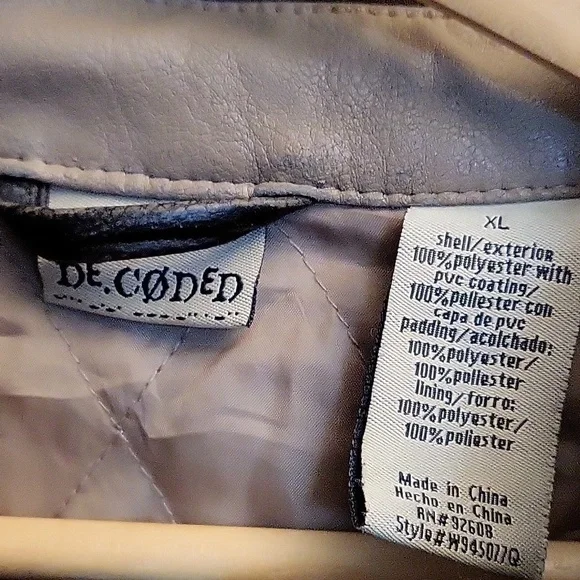 DE.CØDED
XL
shell/exterior
100%polyester with
pvc coating/
100%poliester con
capa de pvc
padding/acolchado:
100%polyester/
100%poliester
lining/forro:
100%polyester/
100%poliester
Made in China
Hecho en China
RN#92608
Style#W945077Q